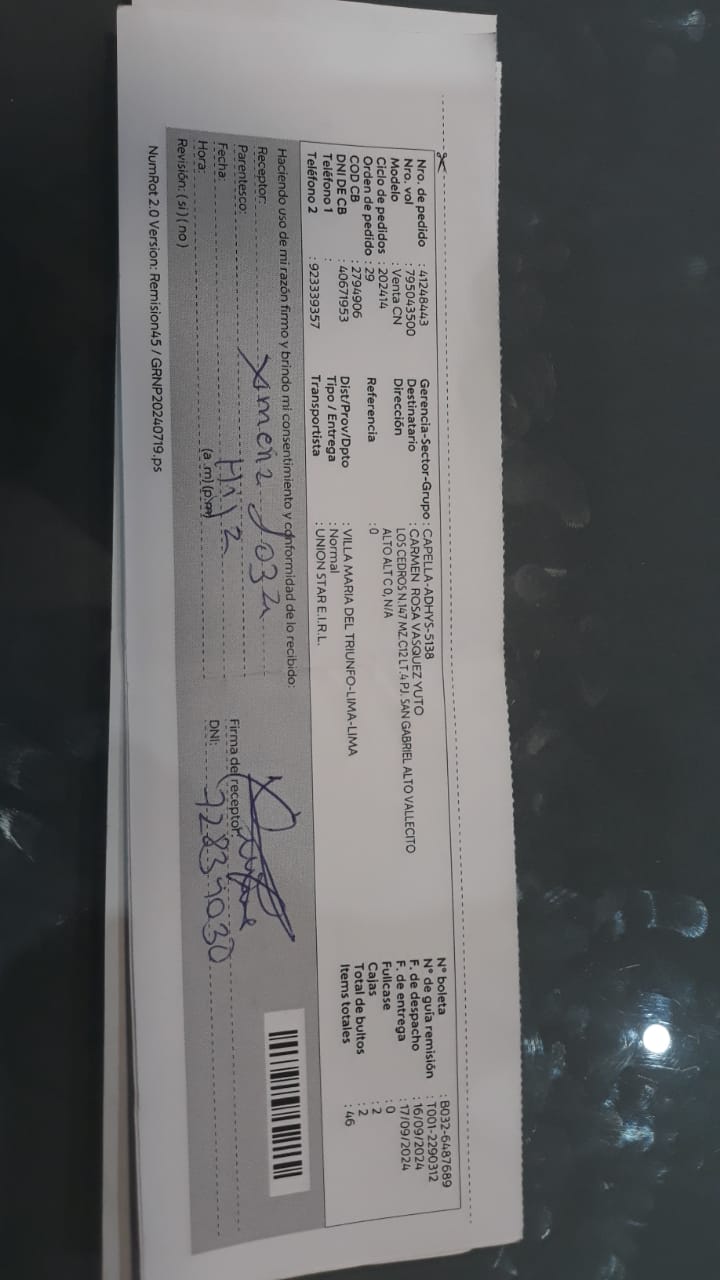 Nro. de pedido : 41248443
Nro. vol : 795043500
Modelo : Venta CN
Ciclo de pedidos : 202414
Orden de pedido : 29
COD CB : 2794906
DNI DE CB : 40671953
Teléfono 1 :
Teléfono 2 : 923339357
Gerencia-Sector-Grupo : CAPELLA-ADHYS-5138
Destinatario : CARMEN ROSA VASQUEZ YUTO
Dirección LOS CEDROS N.147 MZ.C12 LT.4 PJ. SAN GABRIEL ALTO VALLECITO
ALTO ALT C 0, N/A
Referencia : 0
Dist/Prov/Dpto : VILLA MARIA DEL TRIUNFO-LIMA-LIMA
Tipo / Entrega : Normal
Transportista : UNION STAR E.I.R.L.
N° boleta : B032-6487689
N° de guia remisión : T001-2290312
F. de despacho : 16/09/2024
F. de entrega : 17/09/2024
Fullcase : 0
Cajas : 2
Total de bultos : 2
Items totales : 46
Haciendo uso de mi razón firmo y brindo mi consentimiento y conformidad de lo recibido:
Receptor:
Parentesco: Hija
Fecha:
Hora: (a .m) (p.m)
Firma del receptor:
DNI: 72839030
Revisión: ( si ) ( no )
NumRot 2.0 Version: Remision45 / GRNP20240719.ps